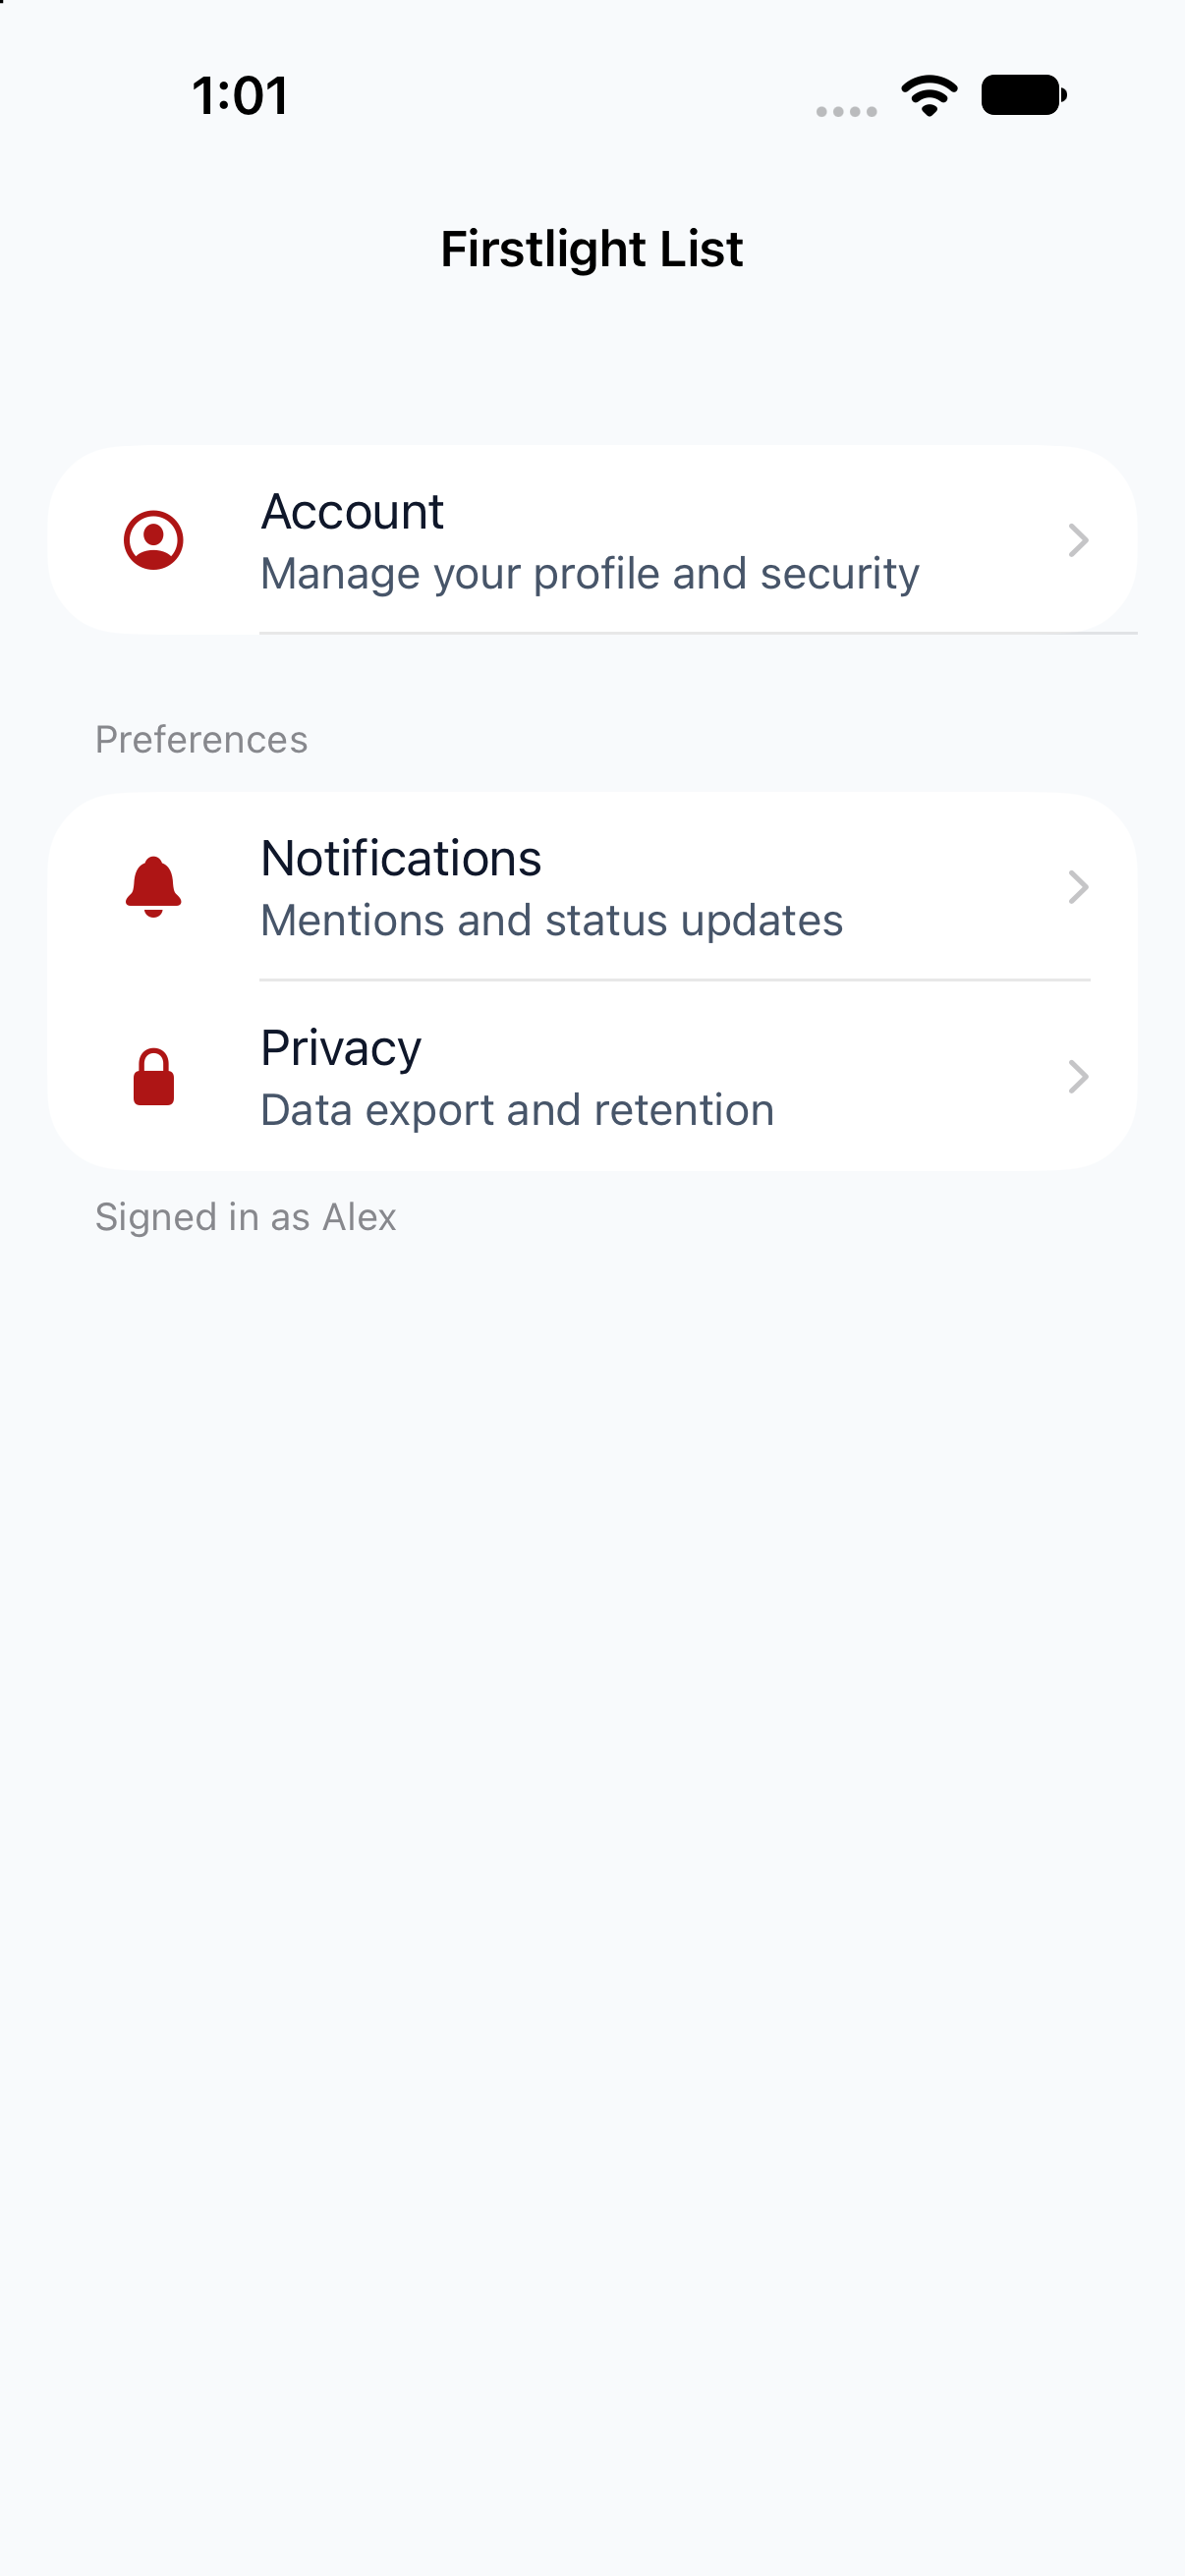 1:01
Firstlight List
Account
Manage your profile and security
Preferences
Notifications
Mentions and status updates
Privacy
Data export and retention
Signed in as Alex